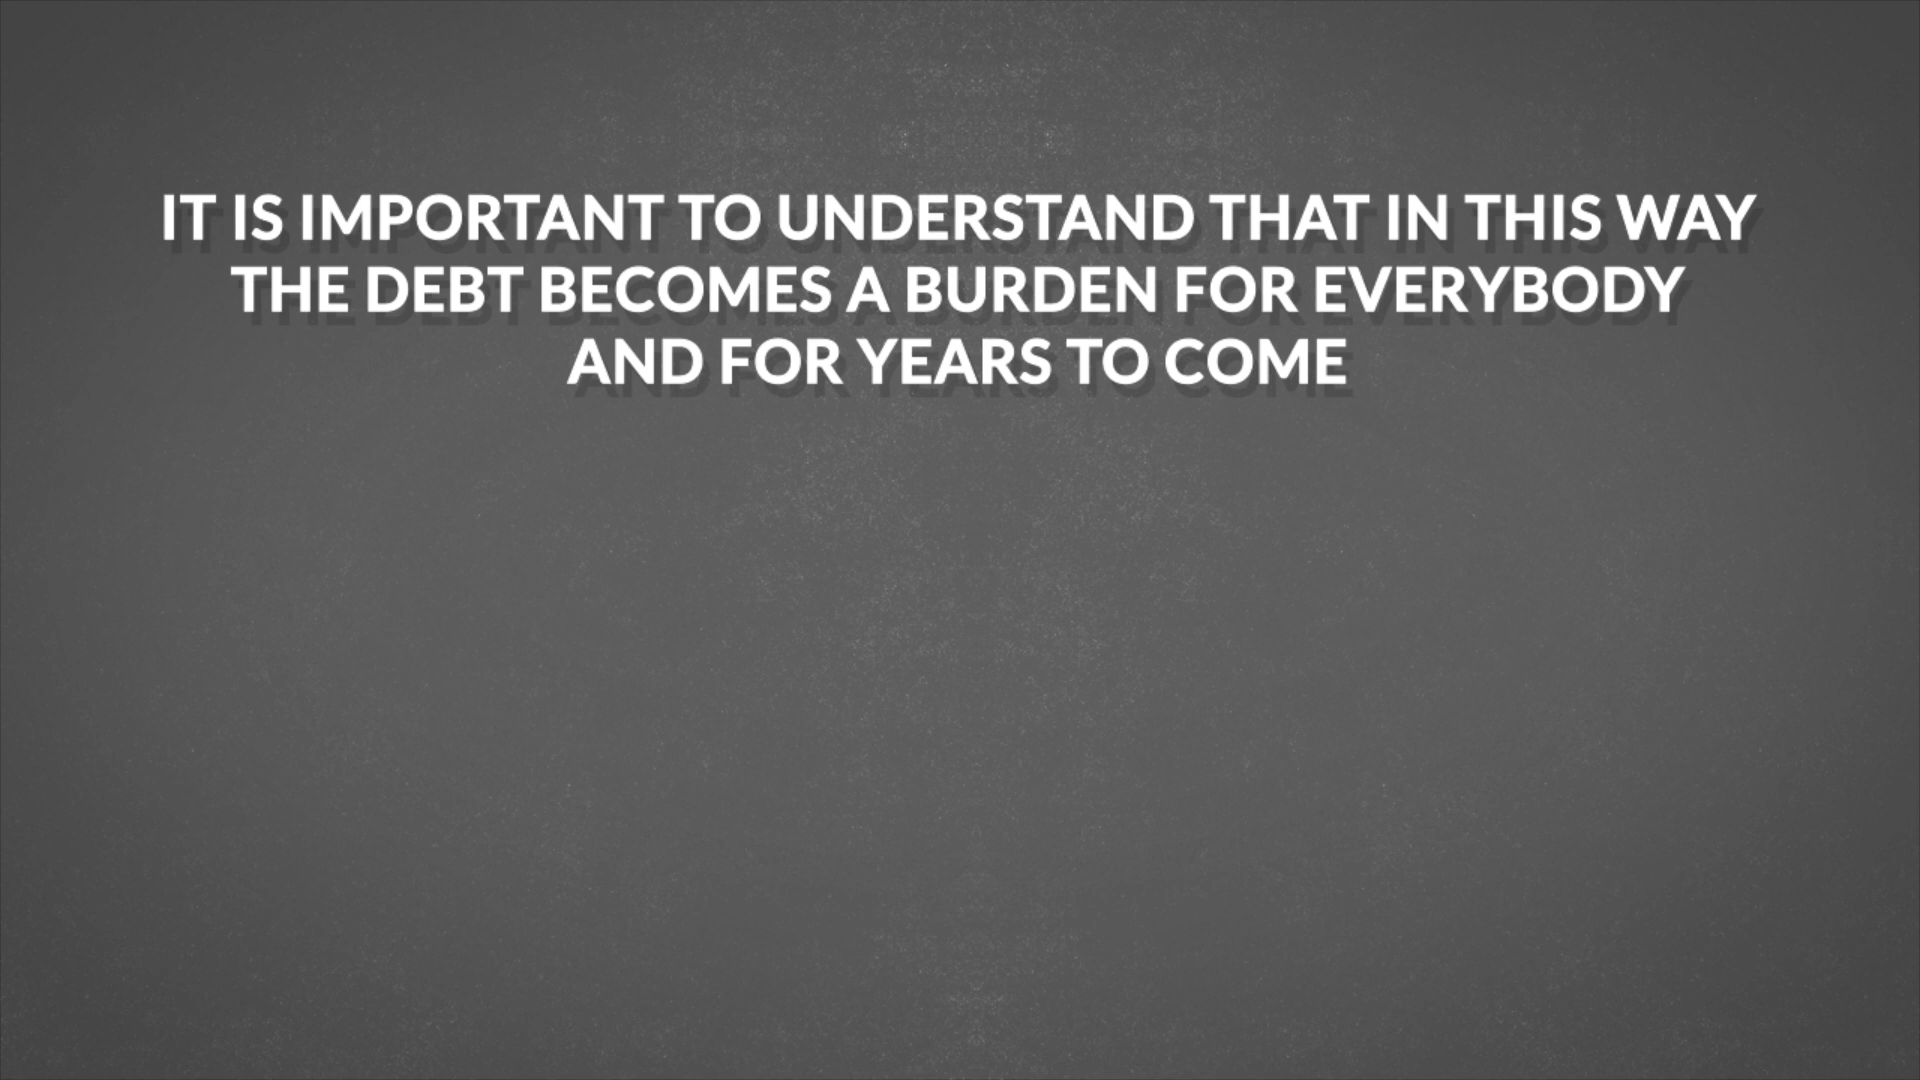 IT IS IMPORTANT TO UNDERSTAND THAT IN THIS WAY
THE DEBT BECOMES A BURDEN FOR EVERYBODY
AND FOR YEARS TO COME